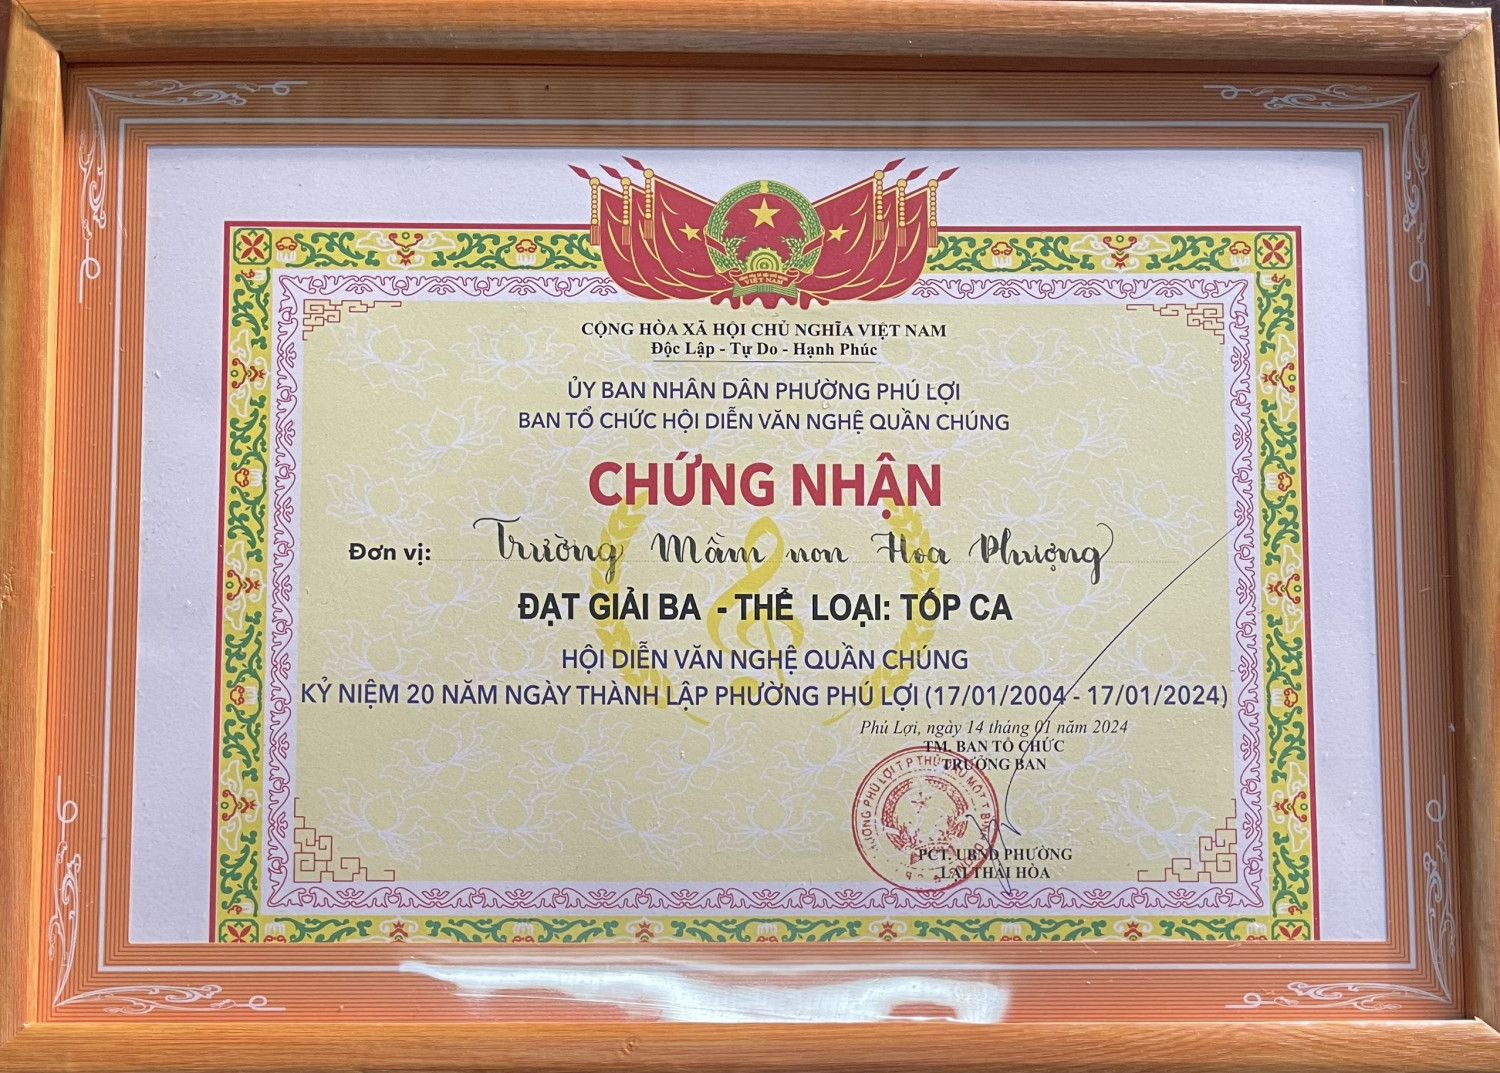 VIỆT NAM
CỘNG HÒA XÃ HỘI CHỦ NGHĨA VIỆT NAM
Độc Lập - Tự Do - Hạnh Phúc
ỦY BAN NHÂN DÂN PHƯỜNG PHÚ LỢI
BAN TỔ CHỨC HỘI DIỄN VĂN NGHỆ QUẦN CHÚNG
CHỨNG NHẬN
Đơn vị: Trường Mầm non Hoa Phượng
ĐẠT GIẢI BA - THỂ LOẠI: TỐP CA
HỘI DIỄN VĂN NGHỆ QUẦN CHÚNG
KỶ NIỆM 20 NĂM NGÀY THÀNH LẬP PHƯỜNG PHÚ LỢI (17/01/2004 - 17/01/2024)
Phú Lợi, ngày 14 tháng 01 năm 2024
TM. BAN TỔ CHỨC
TRƯỞNG BAN
PCT. UBND PHƯỜNG
LẠI THÁI HÒA